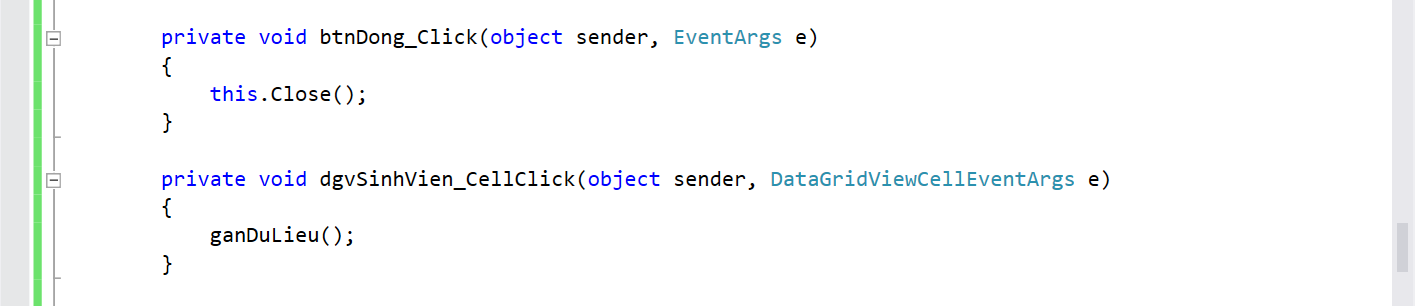 private void btnDong_Click(object sender, EventArgs e)
{
this.Close();
}
private void dgvSinhVien_CellClick(object sender, DataGridViewCellEventArgs e)
{
ganDuLieu();
}